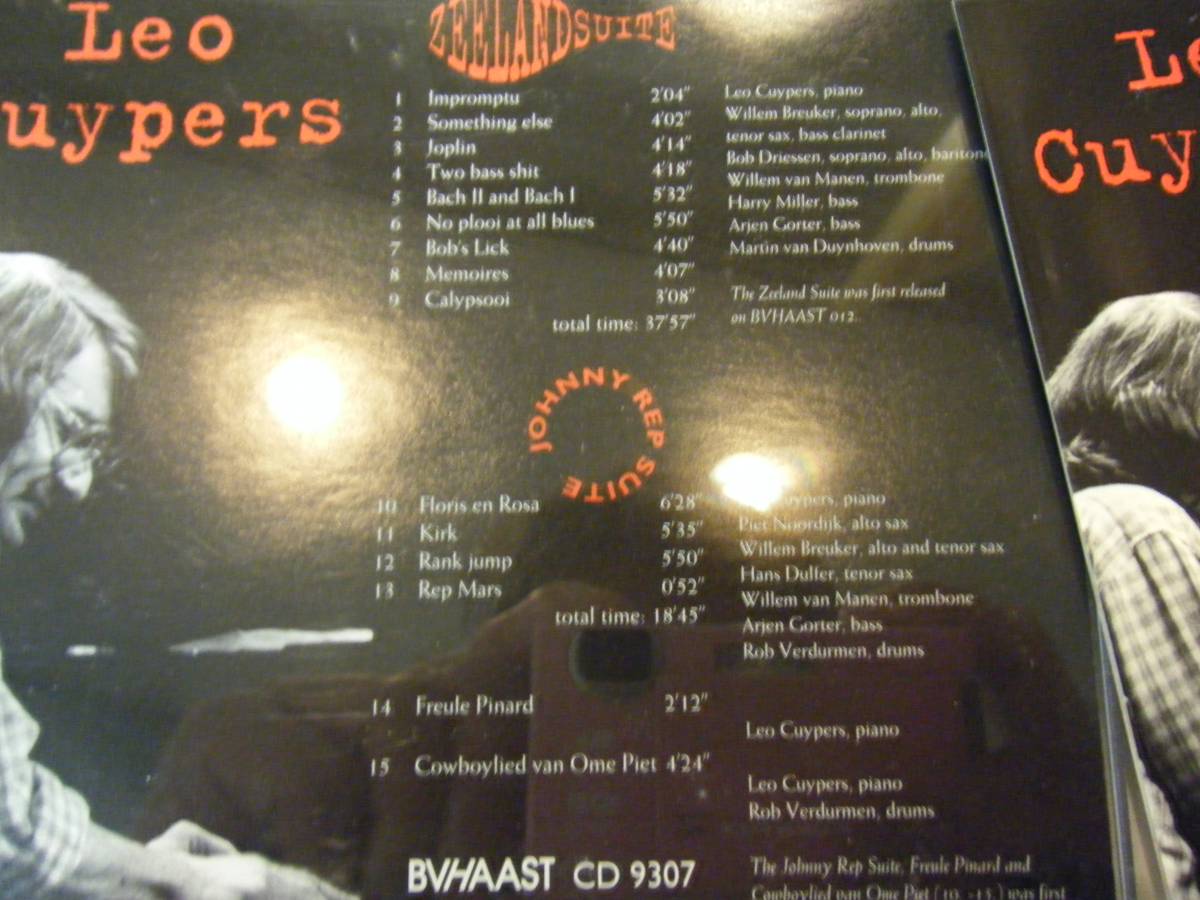 Leo
uypers
ZEELANDSUITE
1 Impromptu 2'04"
2 Something else 4'02"
3 Joplin 4'14"
4 Two bass shit 4'18"
5 Bach II and Bach I 5'32"
6 No plooi at all blues 5'50"
7 Bob's Lick 4'40"
8 Memoires 4'07"
9 Calypsooi 3'08"
total time: 37'57"
Leo Cuypers, piano
Willem Breuker, soprano, alto,
tenor sax, bass clarinet
Bob Driessen, soprano, alto, bariton
Willem van Manen, trombone
Harry Miller, bass
Arjen Gorter, bass
Martin van Duynhoven, drums
The Zeeland Suite was first released
on BVHAAST 012.
JOHNNY REP SUITE
10 Floris en Rosa 6'28"
11 Kirk 5'35"
12 Rank jump 5'50"
13 Rep Mars 0'52"
total time: 18'45"
uypers, piano
Piet Noordijk, alto sax
Willem Breuker, alto and tenor sax
Hans Dulfer, tenor sax
Willem van Manen, trombone
Arjen Gorter, bass
Rob Verdurmen, drums
14 Freule Pinard 2'12"
Leo Cuypers, piano
15 Cowboylied van Ome Piet 4'24"
Leo Cuypers, piano
Rob Verdurmen, drums
BVHAAST CD 9307
The Johnny Rep Suite, Freule Pinard and
Cowboylied van Ome Piet (10. -15.) was first
Le
Cuy